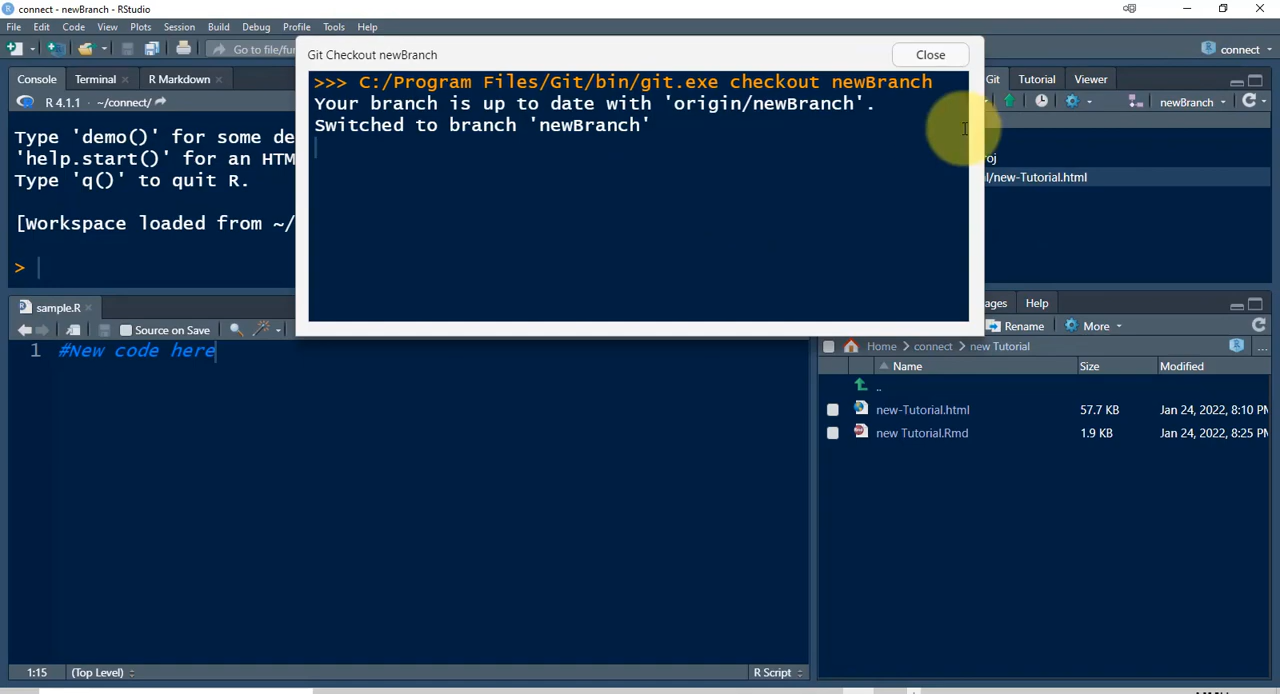 connect - newBranch - RStudio
File Edit Code View Plots Session Build Debug Profile Tools Help
Go to file/fun
connect
Git Checkout newBranch
Close
Console Terminal R Markdown
Git Tutorial Viewer
R 4.1.1 · ~/connect/
newBranch
>>> C:/Program Files/Git/bin/git.exe checkout newBranch
Your branch is up to date with 'origin/newBranch'.
Switched to branch 'newBranch'
Type 'demo()' for some de
'help.start()' for an HTM
Type 'q()' to quit R.
[Workspace loaded from ~/
>
roj
l/new-Tutorial.html
sample.R
Source on Save
1 #New code here
1:15 (Top Level)
R Script
ages Help
Rename More
Home > connect > new Tutorial
...
Name Size Modified
..
new-Tutorial.html 57.7 KB Jan 24, 2022, 8:10 PM
new Tutorial.Rmd 1.9 KB Jan 24, 2022, 8:25 PM